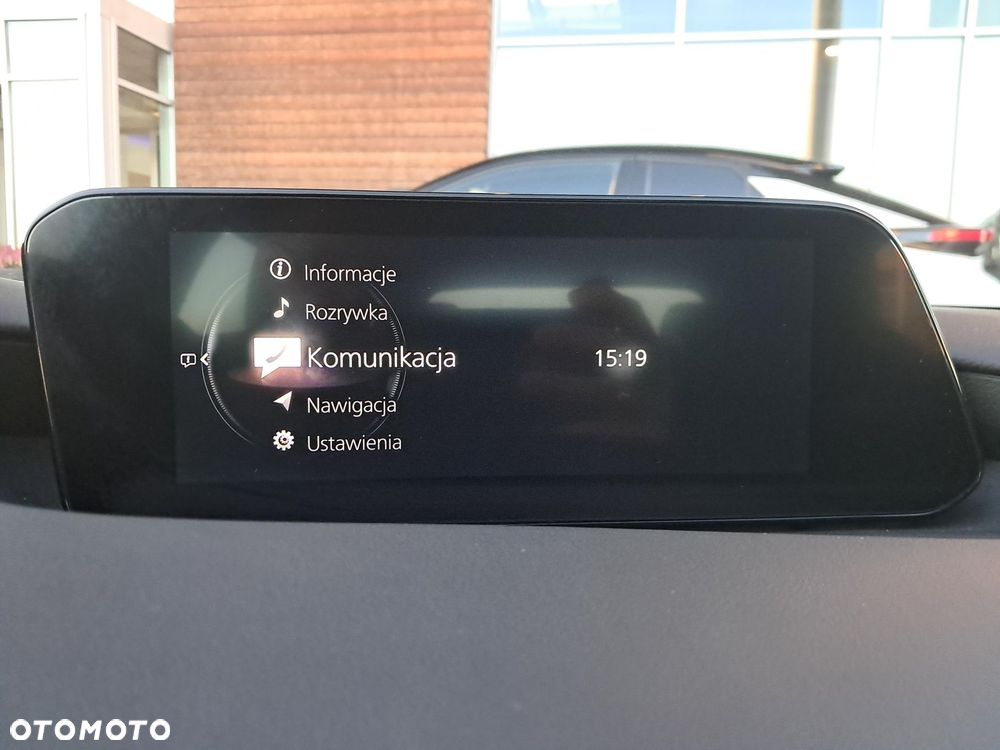 Informacje
Rozrywka
Komunikacja
15:19
Nawigacja
Ustawienia
OTOMOTO